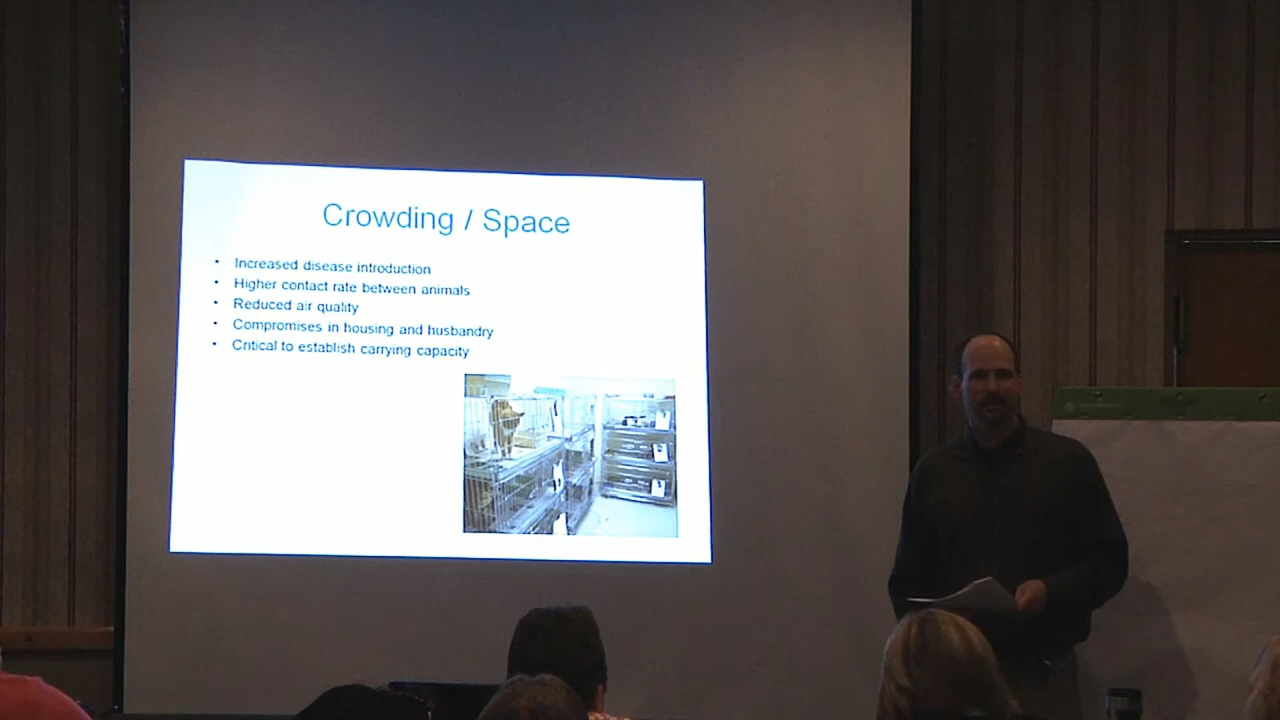 Crowding / Space
• Increased disease introduction
• Higher contact rate between animals
• Reduced air quality
• Compromises in housing and husbandry
• Critical to establish carrying capacity